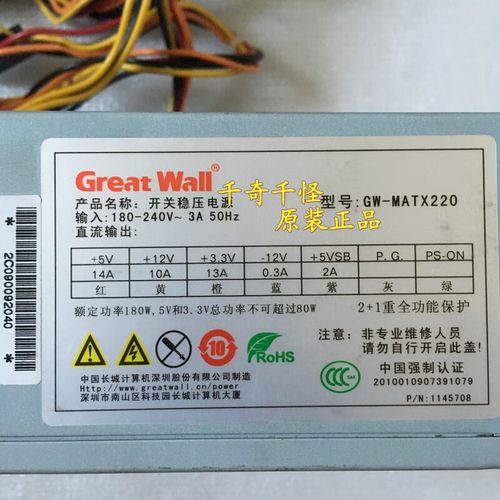 Great Wall®
千奇千怪
原装正品
产品名称: 开关稳压电源
型号: GW-MATX220
输入: 180-240V~ 3A 50Hz
直流输出:
+5V +12V +3.3V -12V +5VSB P.G. PS-ON
14A 10A 13A 0.3A 2A
红 黄 橙 蓝 紫 灰 绿
额定功率180W,5V和3.3V总功率不可超过80W
2+1重全功能保护
10
RoHS
CCC
注意: 非专业维修人员
请勿自行开启此盖!
中国强制认证
2010010907391079
中国长城计算机深圳股份有限公司制造
http://www.greatwall.cn/power
深圳市南山区科技园长城计算机大厦
P/N:1145708
* 2C090092040 *